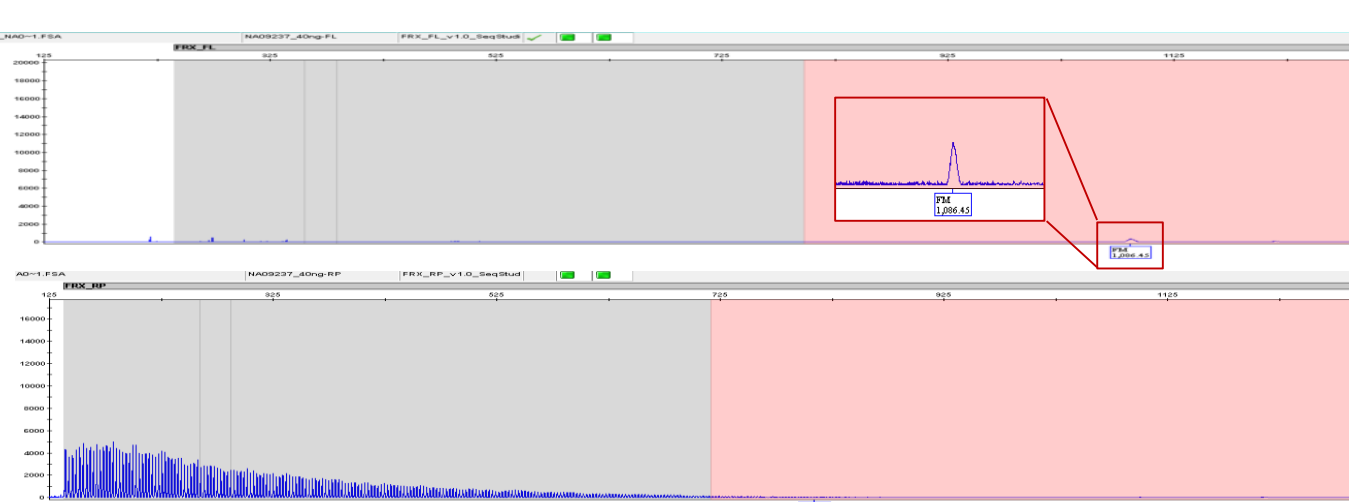 _NA0~1.FSA NA09237_40ng-FL FRX_FL_v1.0_SeqStudi
FRX_FL
125 325 525 725 925 1125
20000
18000
16000
14000
12000
10000
8000
6000
4000
2000
0
FM
1,086.45
FM
1,086.45
A0~1.FSA NA09237_40ng-RP FRX_RP_v1.0_SeqStud
FRX_RP
125 325 525 725 925 1125
16000
14000
12000
10000
8000
6000
4000
2000
0